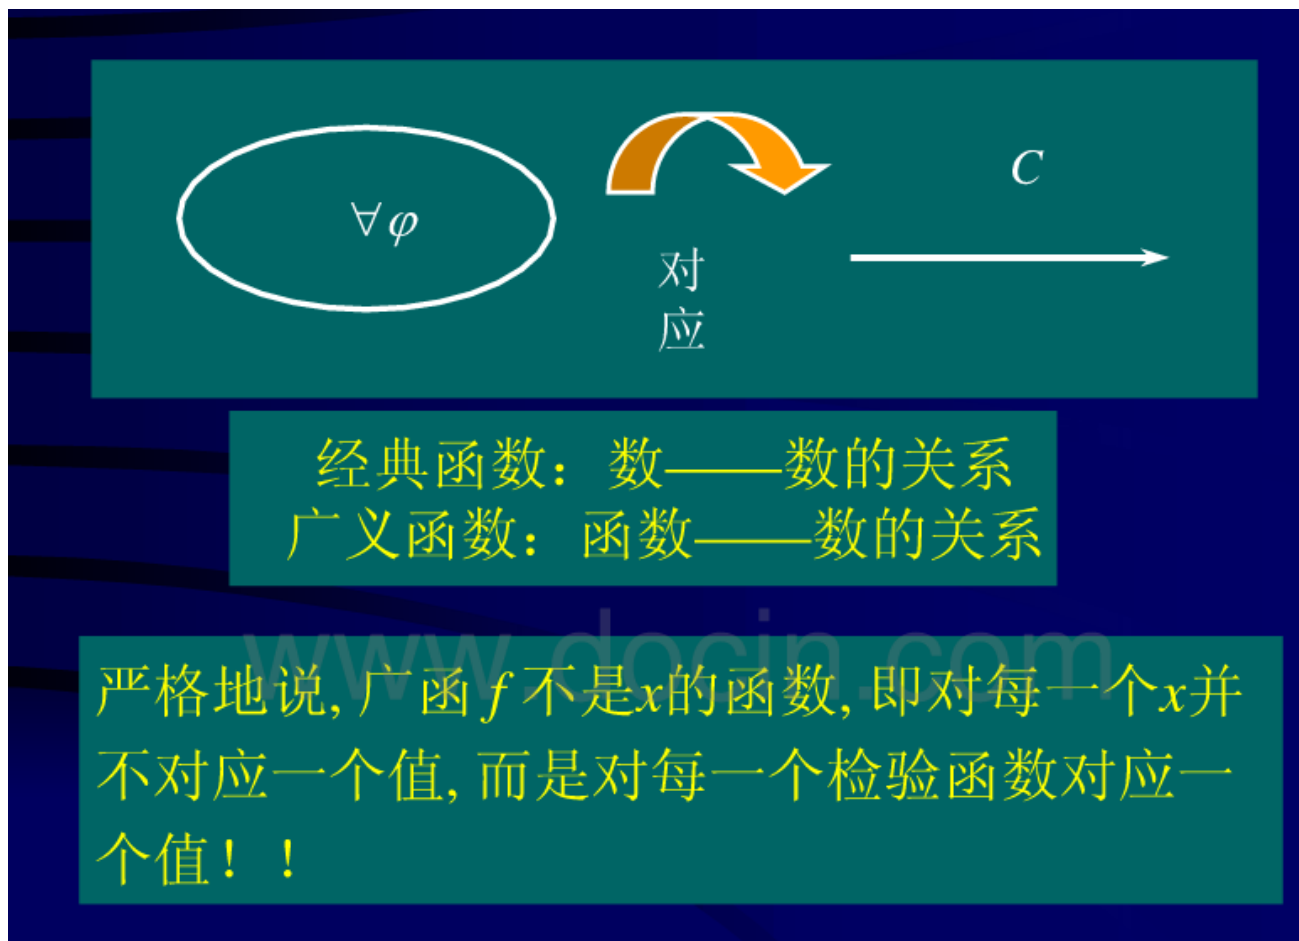 ∀φ
对
应
C
经典函数：数——数的关系
广义函数：函数——数的关系
www.docin.com
严格地说, 广函 f 不是x的函数, 即对每一个x并
不对应一个值, 而是对每一个检验函数对应一
个值！！